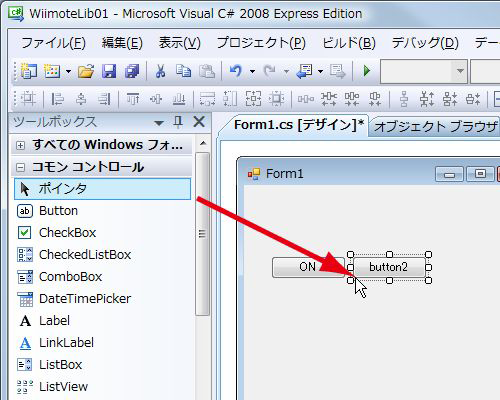 WiimoteLib01 - Microsoft Visual C# 2008 Express Edition
ファイル(F) 編集(E) 表示(V) プロジェクト(P) ビルド(B) デバッグ(D) デー
ツールボックス
Form1.cs [デザイン]* オブジェクト ブラウザ
すべての Windows フォ...
コモン コントロール
ポインタ
Button
CheckBox
CheckedListBox
ComboBox
DateTimePicker
Label
LinkLabel
ListBox
ListView
Form1
ON button2